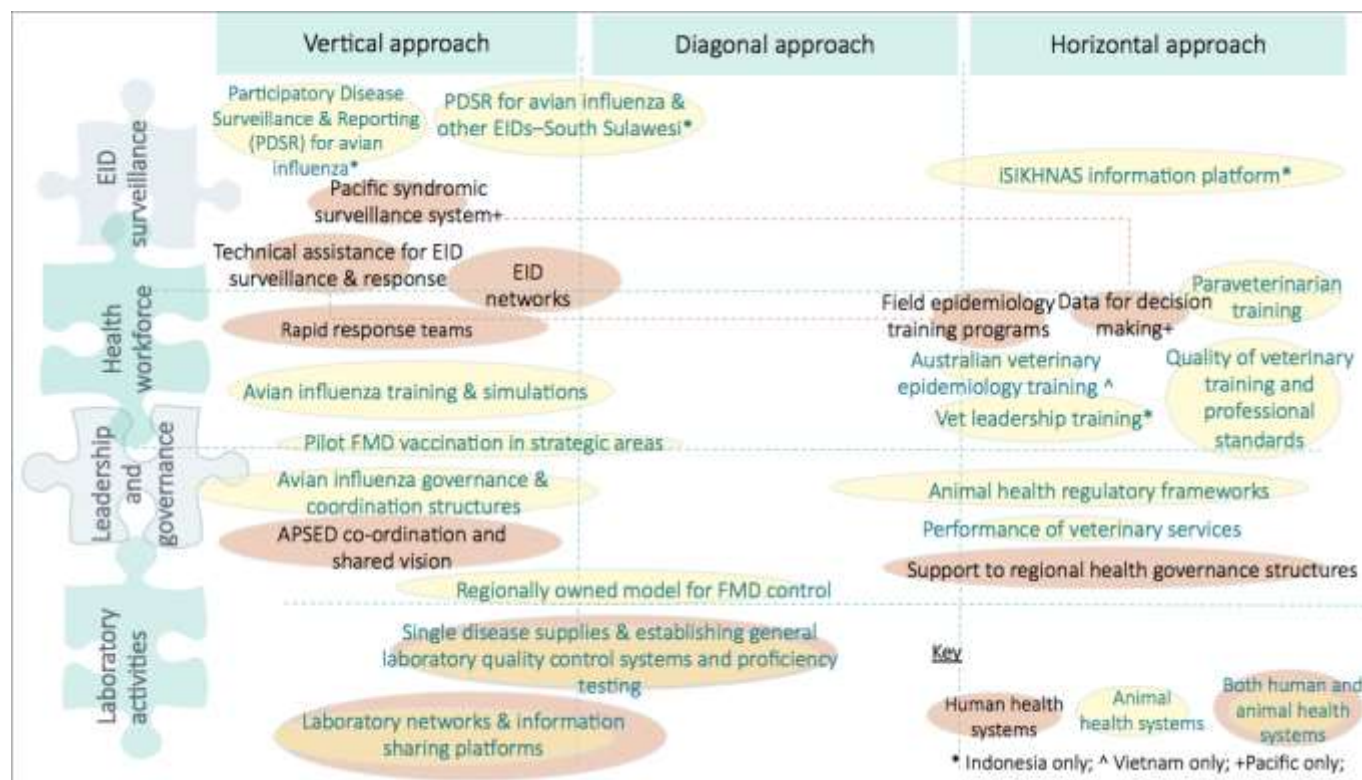 Vertical approach
Diagonal approach
Horizontal approach
EID
surveillance
Participatory Disease
Surveillance & Reporting
(PDSR) for avian
influenza*
PDSR for avian influenza &
other EIDs–South Sulawesi*
iSIKHNAS information platform*
Pacific syndromic
surveillance system+
Health
workforce
Technical assistance for EID
surveillance & response
EID
networks
Rapid response teams
Field epidemiology
training programs
Data for decision
making+
Paraveterinarian
training
Avian influenza training & simulations
Australian veterinary
epidemiology training ^
Vet leadership training*
Quality of veterinary
training and
professional
standards
Pilot FMD vaccination in strategic areas
Leadership
and
governance
Avian influenza governance &
coordination structures
Animal health regulatory frameworks
APSED co-ordination and
shared vision
Performance of veterinary services
Support to regional health governance structures
Regionally owned model for FMD control
Laboratory
activities
Single disease supplies & establishing general
laboratory quality control systems and proficiency
testing
Laboratory networks & information
sharing platforms
Key
Human health
systems
Animal
health systems
Both human and
animal health
systems
* Indonesia only; ^ Vietnam only; +Pacific only;